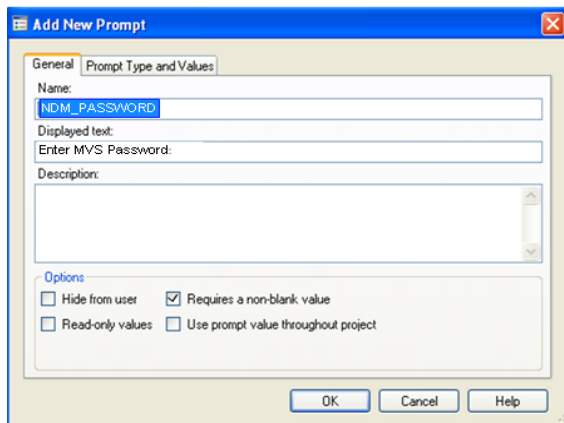 Add New Prompt
General Prompt Type and Values
Name:
NDM_PASSWORD
Displayed text:
Enter MVS Password:
Description:
Options
Hide from user Requires a non-blank value
Read-only values Use prompt value throughout project
OK Cancel Help